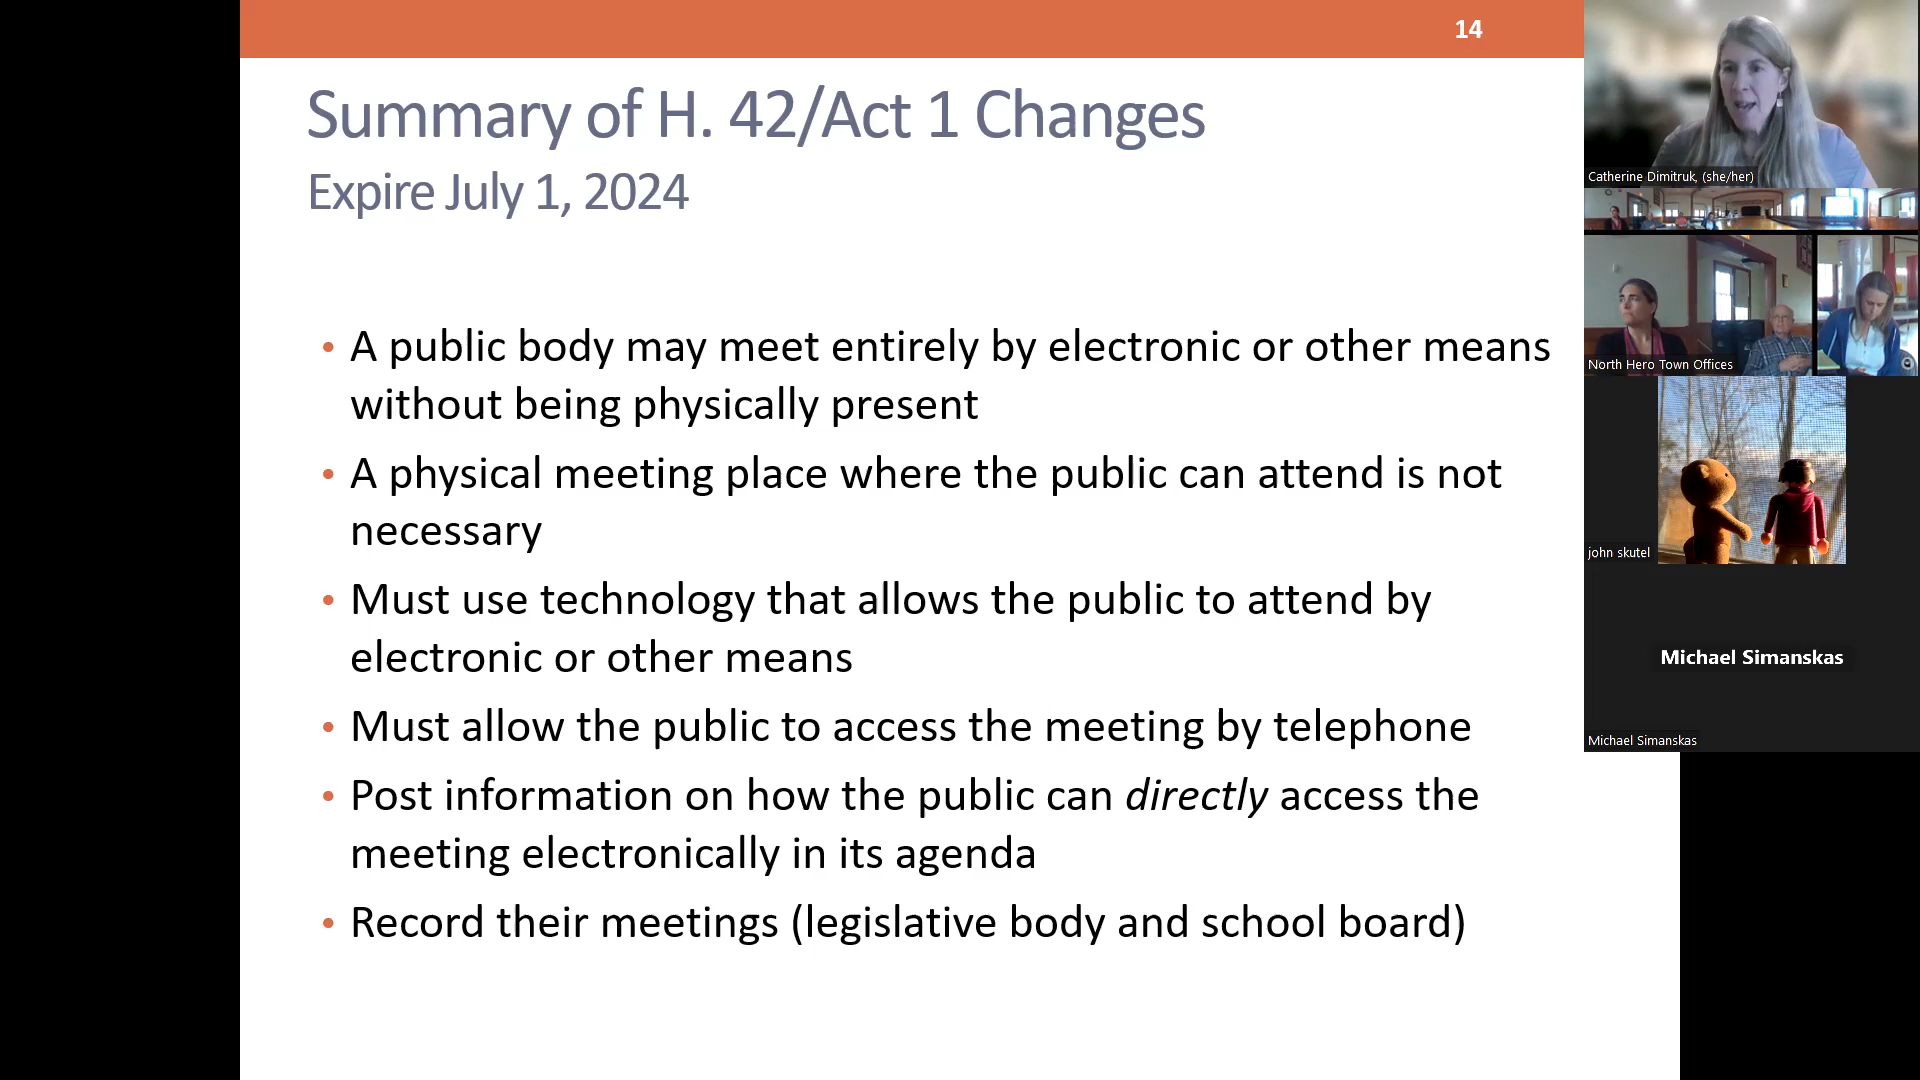 14
Summary of H. 42/Act 1 Changes
Expire July 1, 2024
• A public body may meet entirely by electronic or other means
without being physically present
• A physical meeting place where the public can attend is not
necessary
• Must use technology that allows the public to attend by
electronic or other means
• Must allow the public to access the meeting by telephone
• Post information on how the public can directly access the
meeting electronically in its agenda
• Record their meetings (legislative body and school board)
Catherine Dimitruk, (she/her)
North Hero Town Offices
john skutel
Michael Simanskas
Michael Simanskas